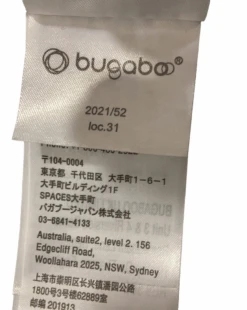 bugaboo®
2021/52
loc.31
〒104-0004
東京都 千代田区 大手町1-6-1
大手町ビルディング1F
SPACES大手町
バガブージャパン株式会社
03-6841-4133
Australia, suite2, level 2. 156
Edgecliff Road,
Woollahara 2025, NSW, Sydney
上海市崇明区长兴镇潘园公路
1800号3号楼62889室
邮编 201913